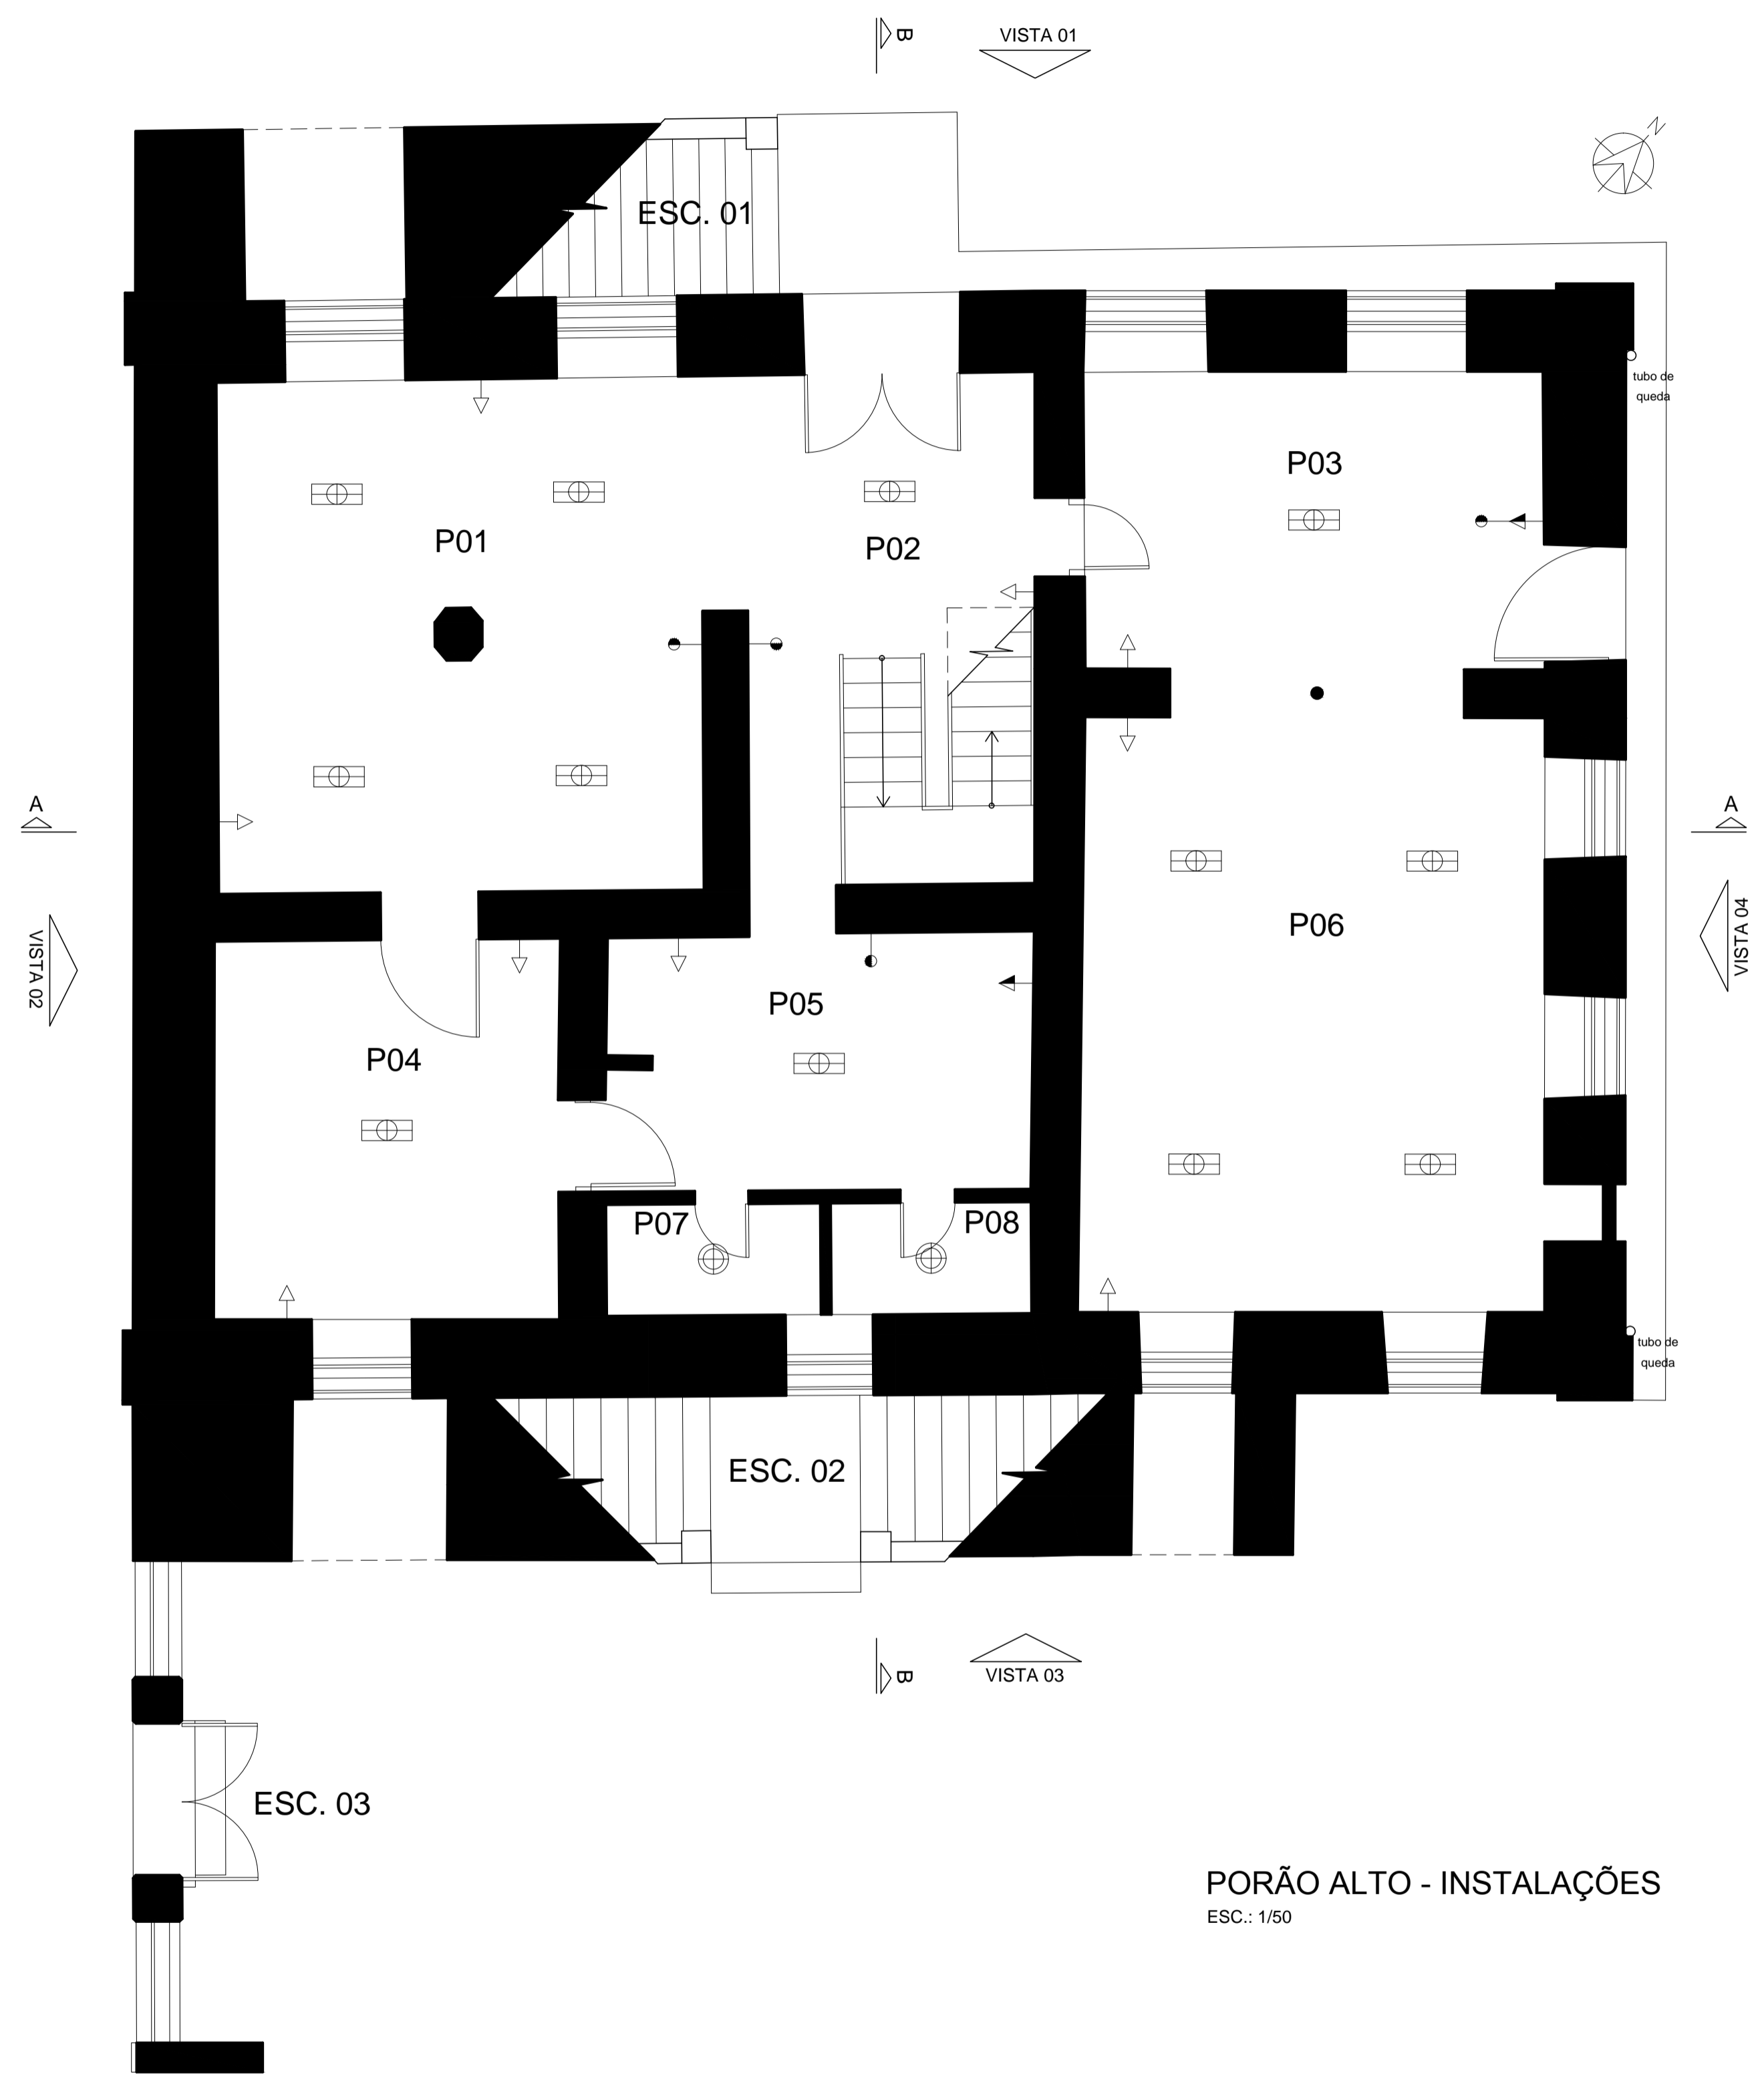 B
VISTA 01
N
ESC. 01
tubo de
queda
P03
P01
P02
A
A
VISTA 02
VISTA 04
P06
P05
P04
P07
P08
tubo de
queda
ESC. 02
B
VISTA 03
ESC. 03
PORÃO ALTO - INSTALAÇÕES
ESC.: 1/50